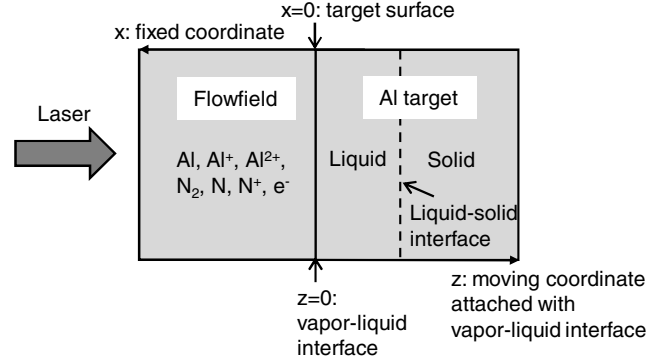 x=0: target surface
x: fixed coordinate
Laser
Flowfield
Al target
Al, Al⁺, Al²⁺,
N₂, N, N⁺, e⁻
Liquid
Solid
Liquid-solid
interface
z=0:
vapor-liquid
interface
z: moving coordinate
attached with
vapor-liquid interface